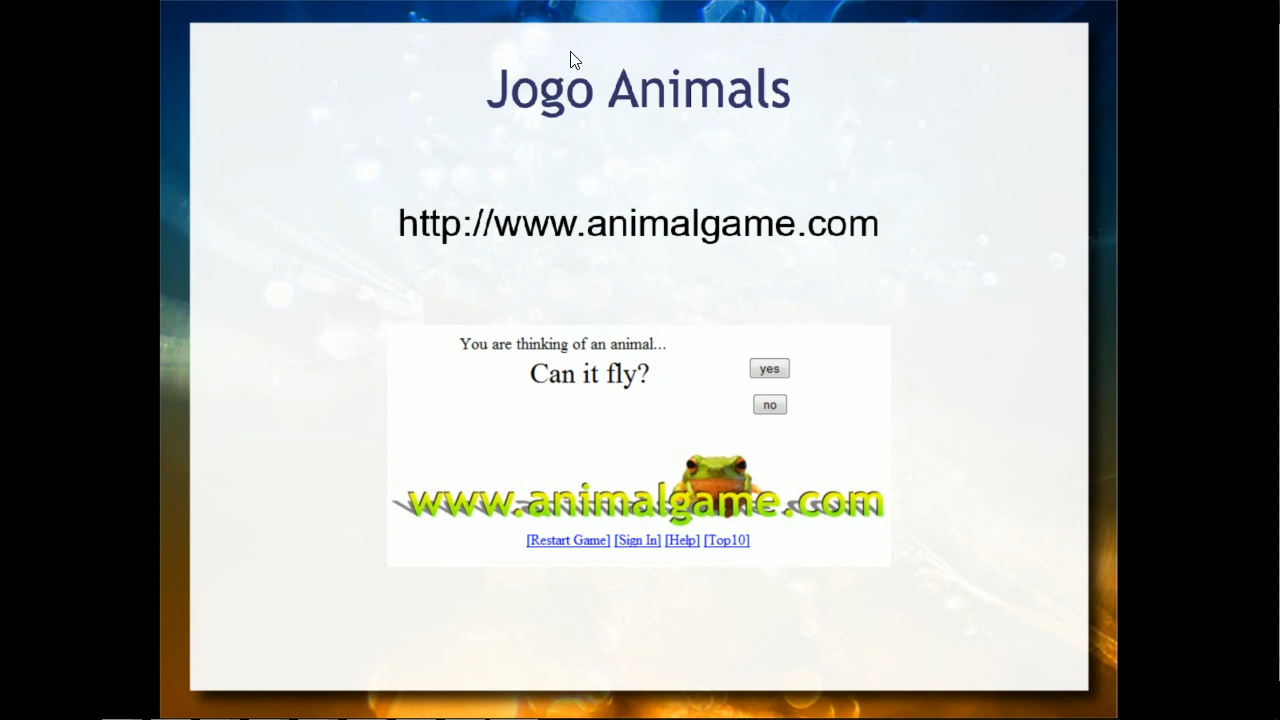 Jogo Animals
http://www.animalgame.com
You are thinking of an animal...
Can it fly?
yes
no
www.animalgame.com
[Restart Game] [Sign In] [Help] [Top10]